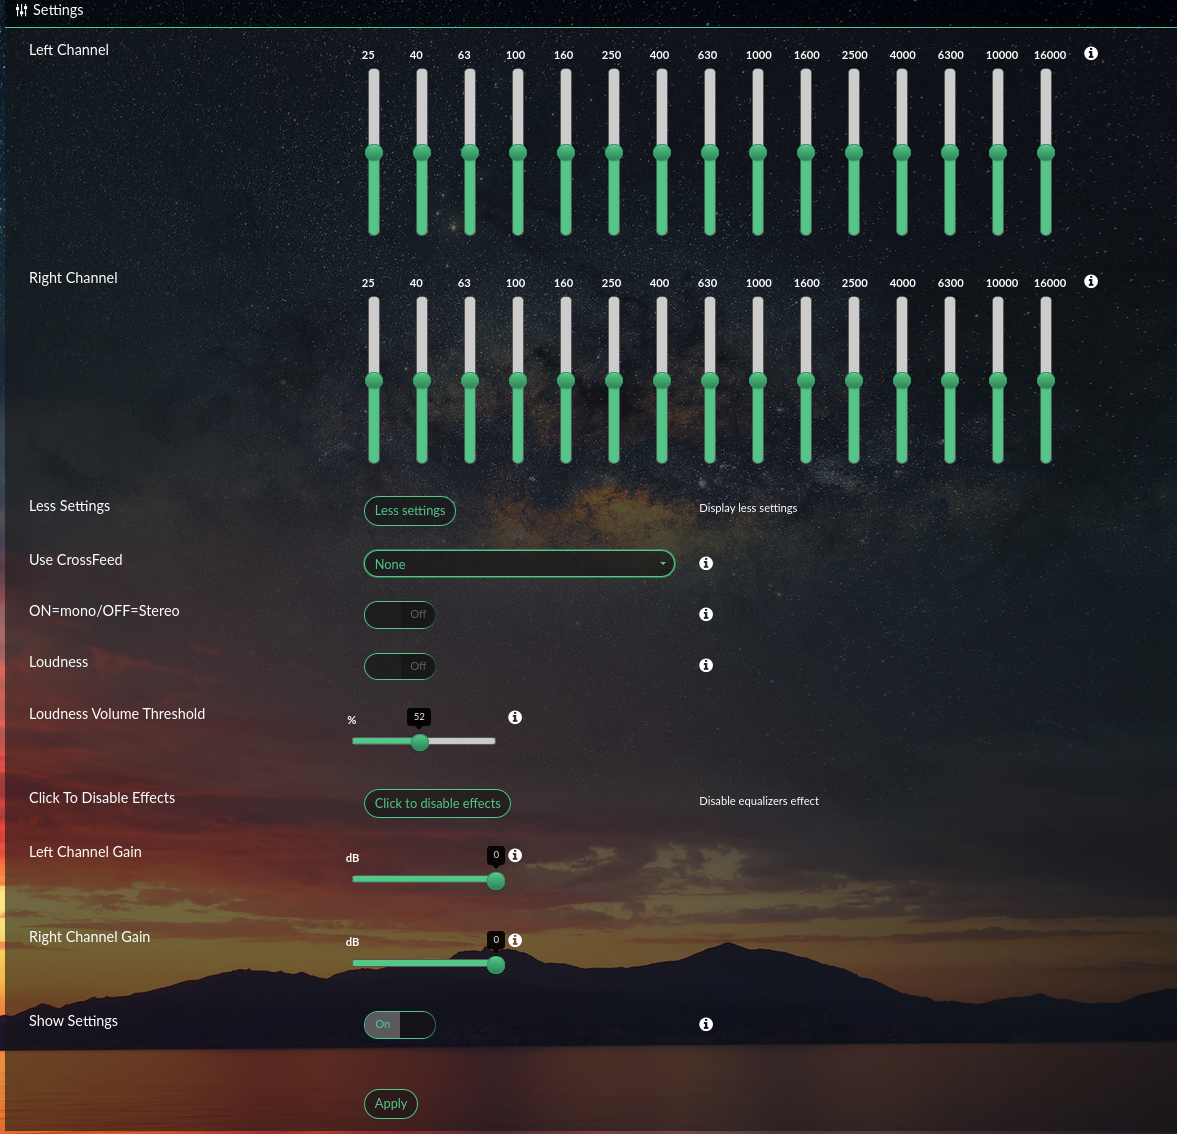 Settings
Left Channel
25 40 63 100 160 250 400 630 1000 1600 2500 4000 6300 10000 16000
Right Channel
25 40 63 100 160 250 400 630 1000 1600 2500 4000 6300 10000 16000
Less Settings Less settings Display less settings
Use CrossFeed None
ON=mono/OFF=Stereo Off
Loudness Off
Loudness Volume Threshold % 52
Click To Disable Effects Click to disable effects Disable equalizers effect
Left Channel Gain dB 0
Right Channel Gain dB 0
Show Settings On
Apply